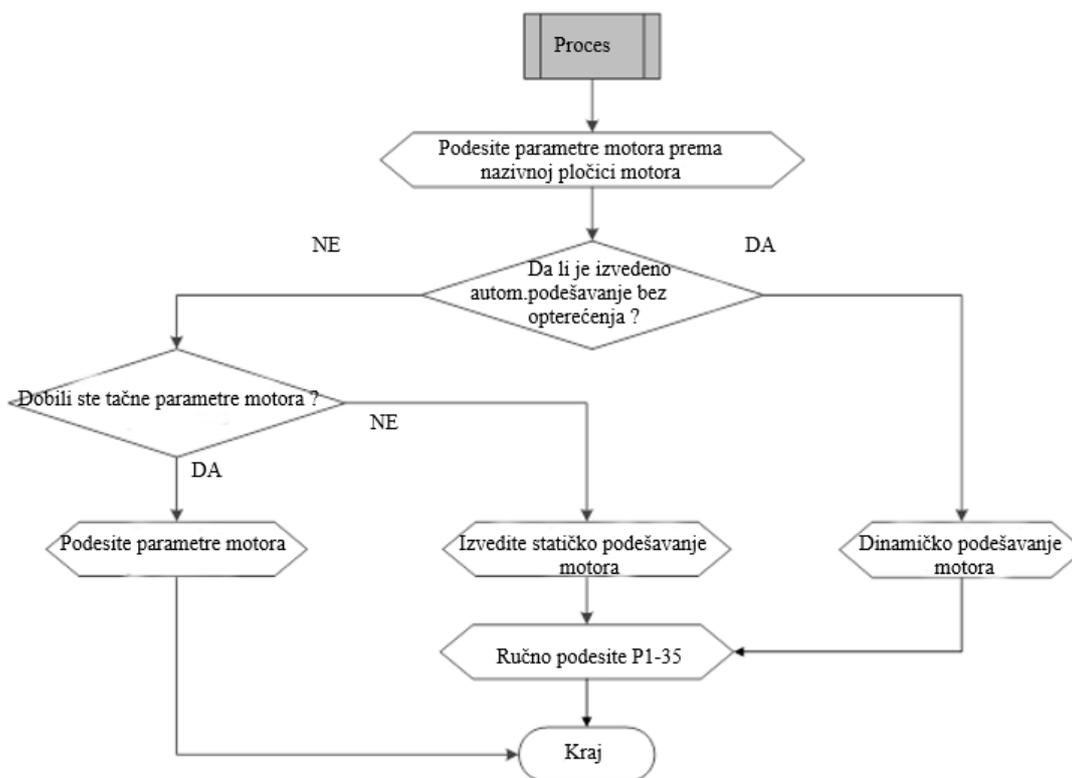 Proces
Podesite parametre motora prema
nazivnoj pločici motora
NE
DA
Da li je izvedeno
autom.podešavanje bez
opterećenja ?
Dobili ste tačne parametre motora ?
NE
DA
Podesite parametre motora
Izvedite statičko podešavanje
motora
Dinamičko podešavanje
motora
Ručno podesite P1-35
Kraj